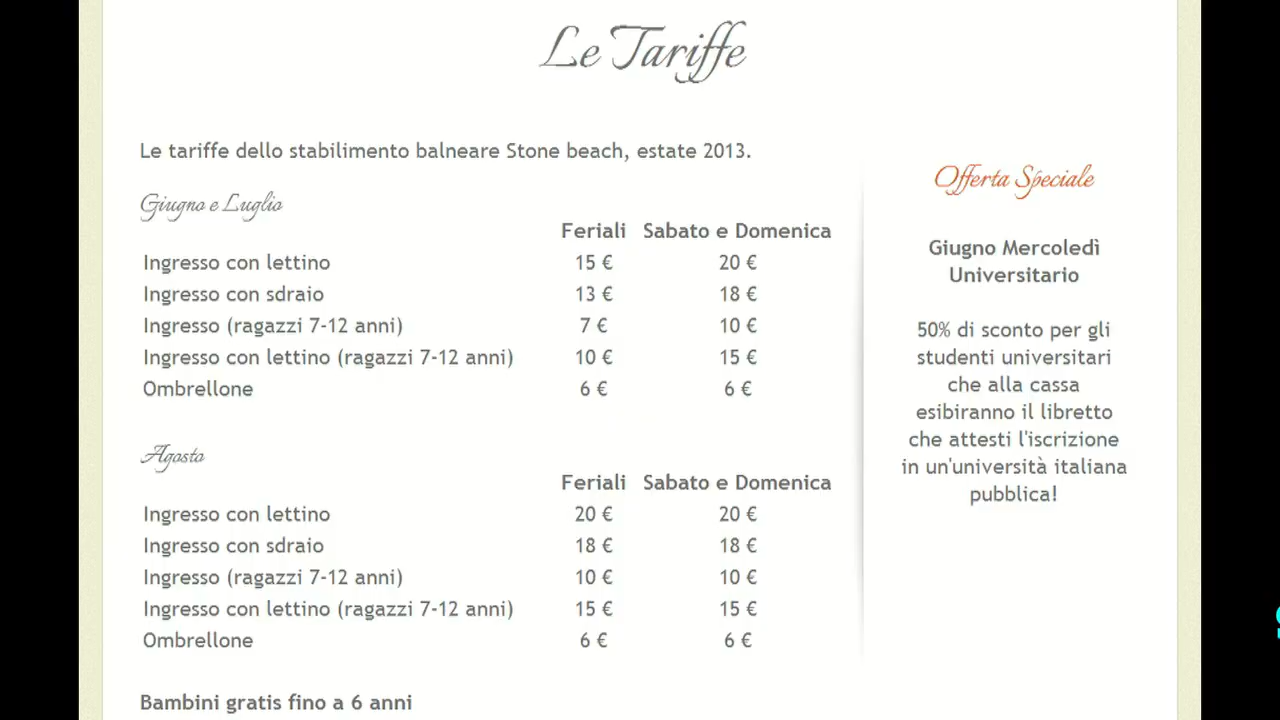 Le Tariffe
Le tariffe dello stabilimento balneare Stone beach, estate 2013.
Giugno e Luglio
Feriali Sabato e Domenica
Ingresso con lettino 15 € 20 €
Ingresso con sdraio 13 € 18 €
Ingresso (ragazzi 7-12 anni) 7 € 10 €
Ingresso con lettino (ragazzi 7-12 anni) 10 € 15 €
Ombrellone 6 € 6 €
Agosto
Feriali Sabato e Domenica
Ingresso con lettino 20 € 20 €
Ingresso con sdraio 18 € 18 €
Ingresso (ragazzi 7-12 anni) 10 € 10 €
Ingresso con lettino (ragazzi 7-12 anni) 15 € 15 €
Ombrellone 6 € 6 €
Bambini gratis fino a 6 anni
Offerta Speciale
Giugno Mercoledì
Universitario
50% di sconto per gli
studenti universitari
che alla cassa
esibiranno il libretto
che attesti l'iscrizione
in un'università italiana
pubblica!